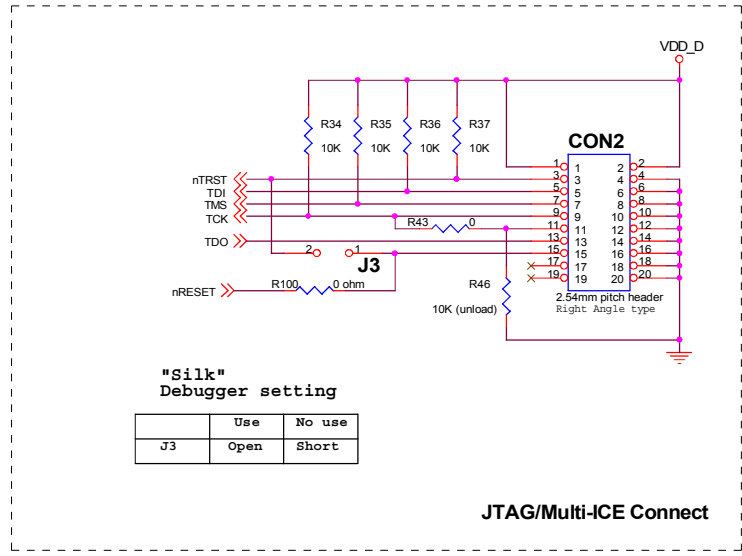 VDD_D
R34 R35 R36 R37
10K 10K 10K 10K
CON2
1 1 2 2
nTRST 3 3 4 4
TDI 5 5 6 6
TMS 7 7 8 8
TCK 9 9 10 10
R43 0 11 11 12 12
TDO 13 13 14 14
2 1 15 15 16 16
J3 17 17 18 18
19 19 20 20
nRESET R100 0 ohm
R46
10K (unload)
2.54mm pitch header
Right Angle type
"Silk"
Debugger setting
Use No use
J3 Open Short
JTAG/Multi-ICE Connect